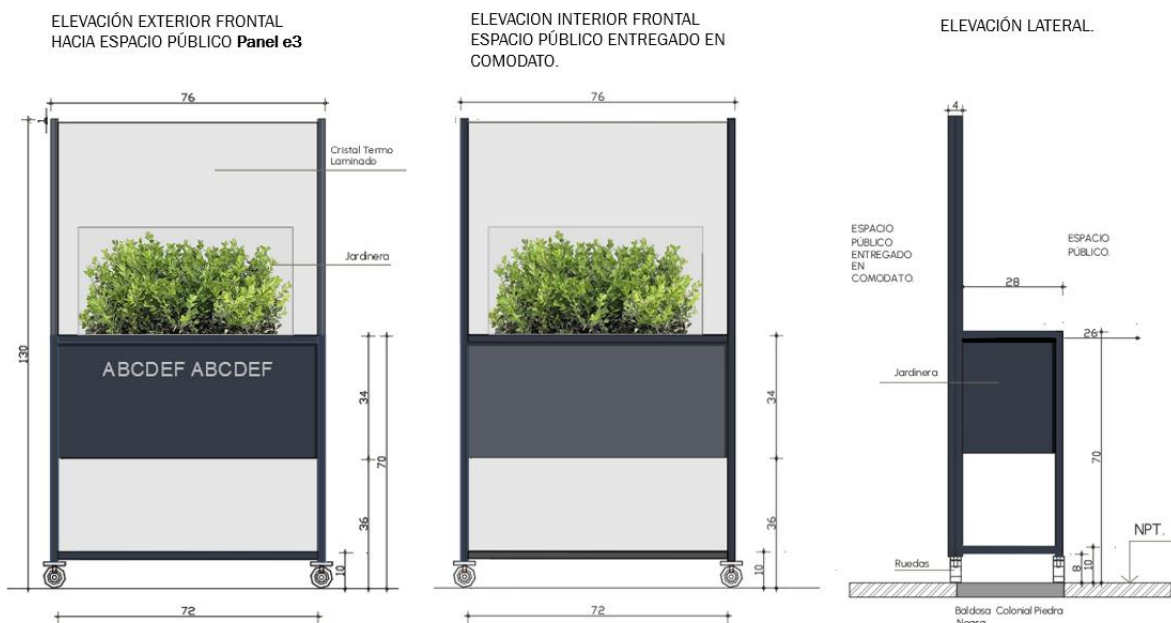 ELEVACIÓN EXTERIOR FRONTAL
HACIA ESPACIO PÚBLICO Panel e3
76
1
Cristal Termo
Laminado
Jardinera
130
ABCDEF ABCDEF
34
70
36
10
72
ELEVACION INTERIOR FRONTAL
ESPACIO PÚBLICO ENTREGADO EN
COMODATO.
76
34
36
10
72
ELEVACIÓN LATERAL.
4
ESPACIO
PÚBLICO
ENTREGADO
EN
COMODATO.
ESPACIO
PÚBLICO.
28
26
Jardinera
70
NPT.
Ruedas
8
10
Baldosa Colonial Piedra
Negra